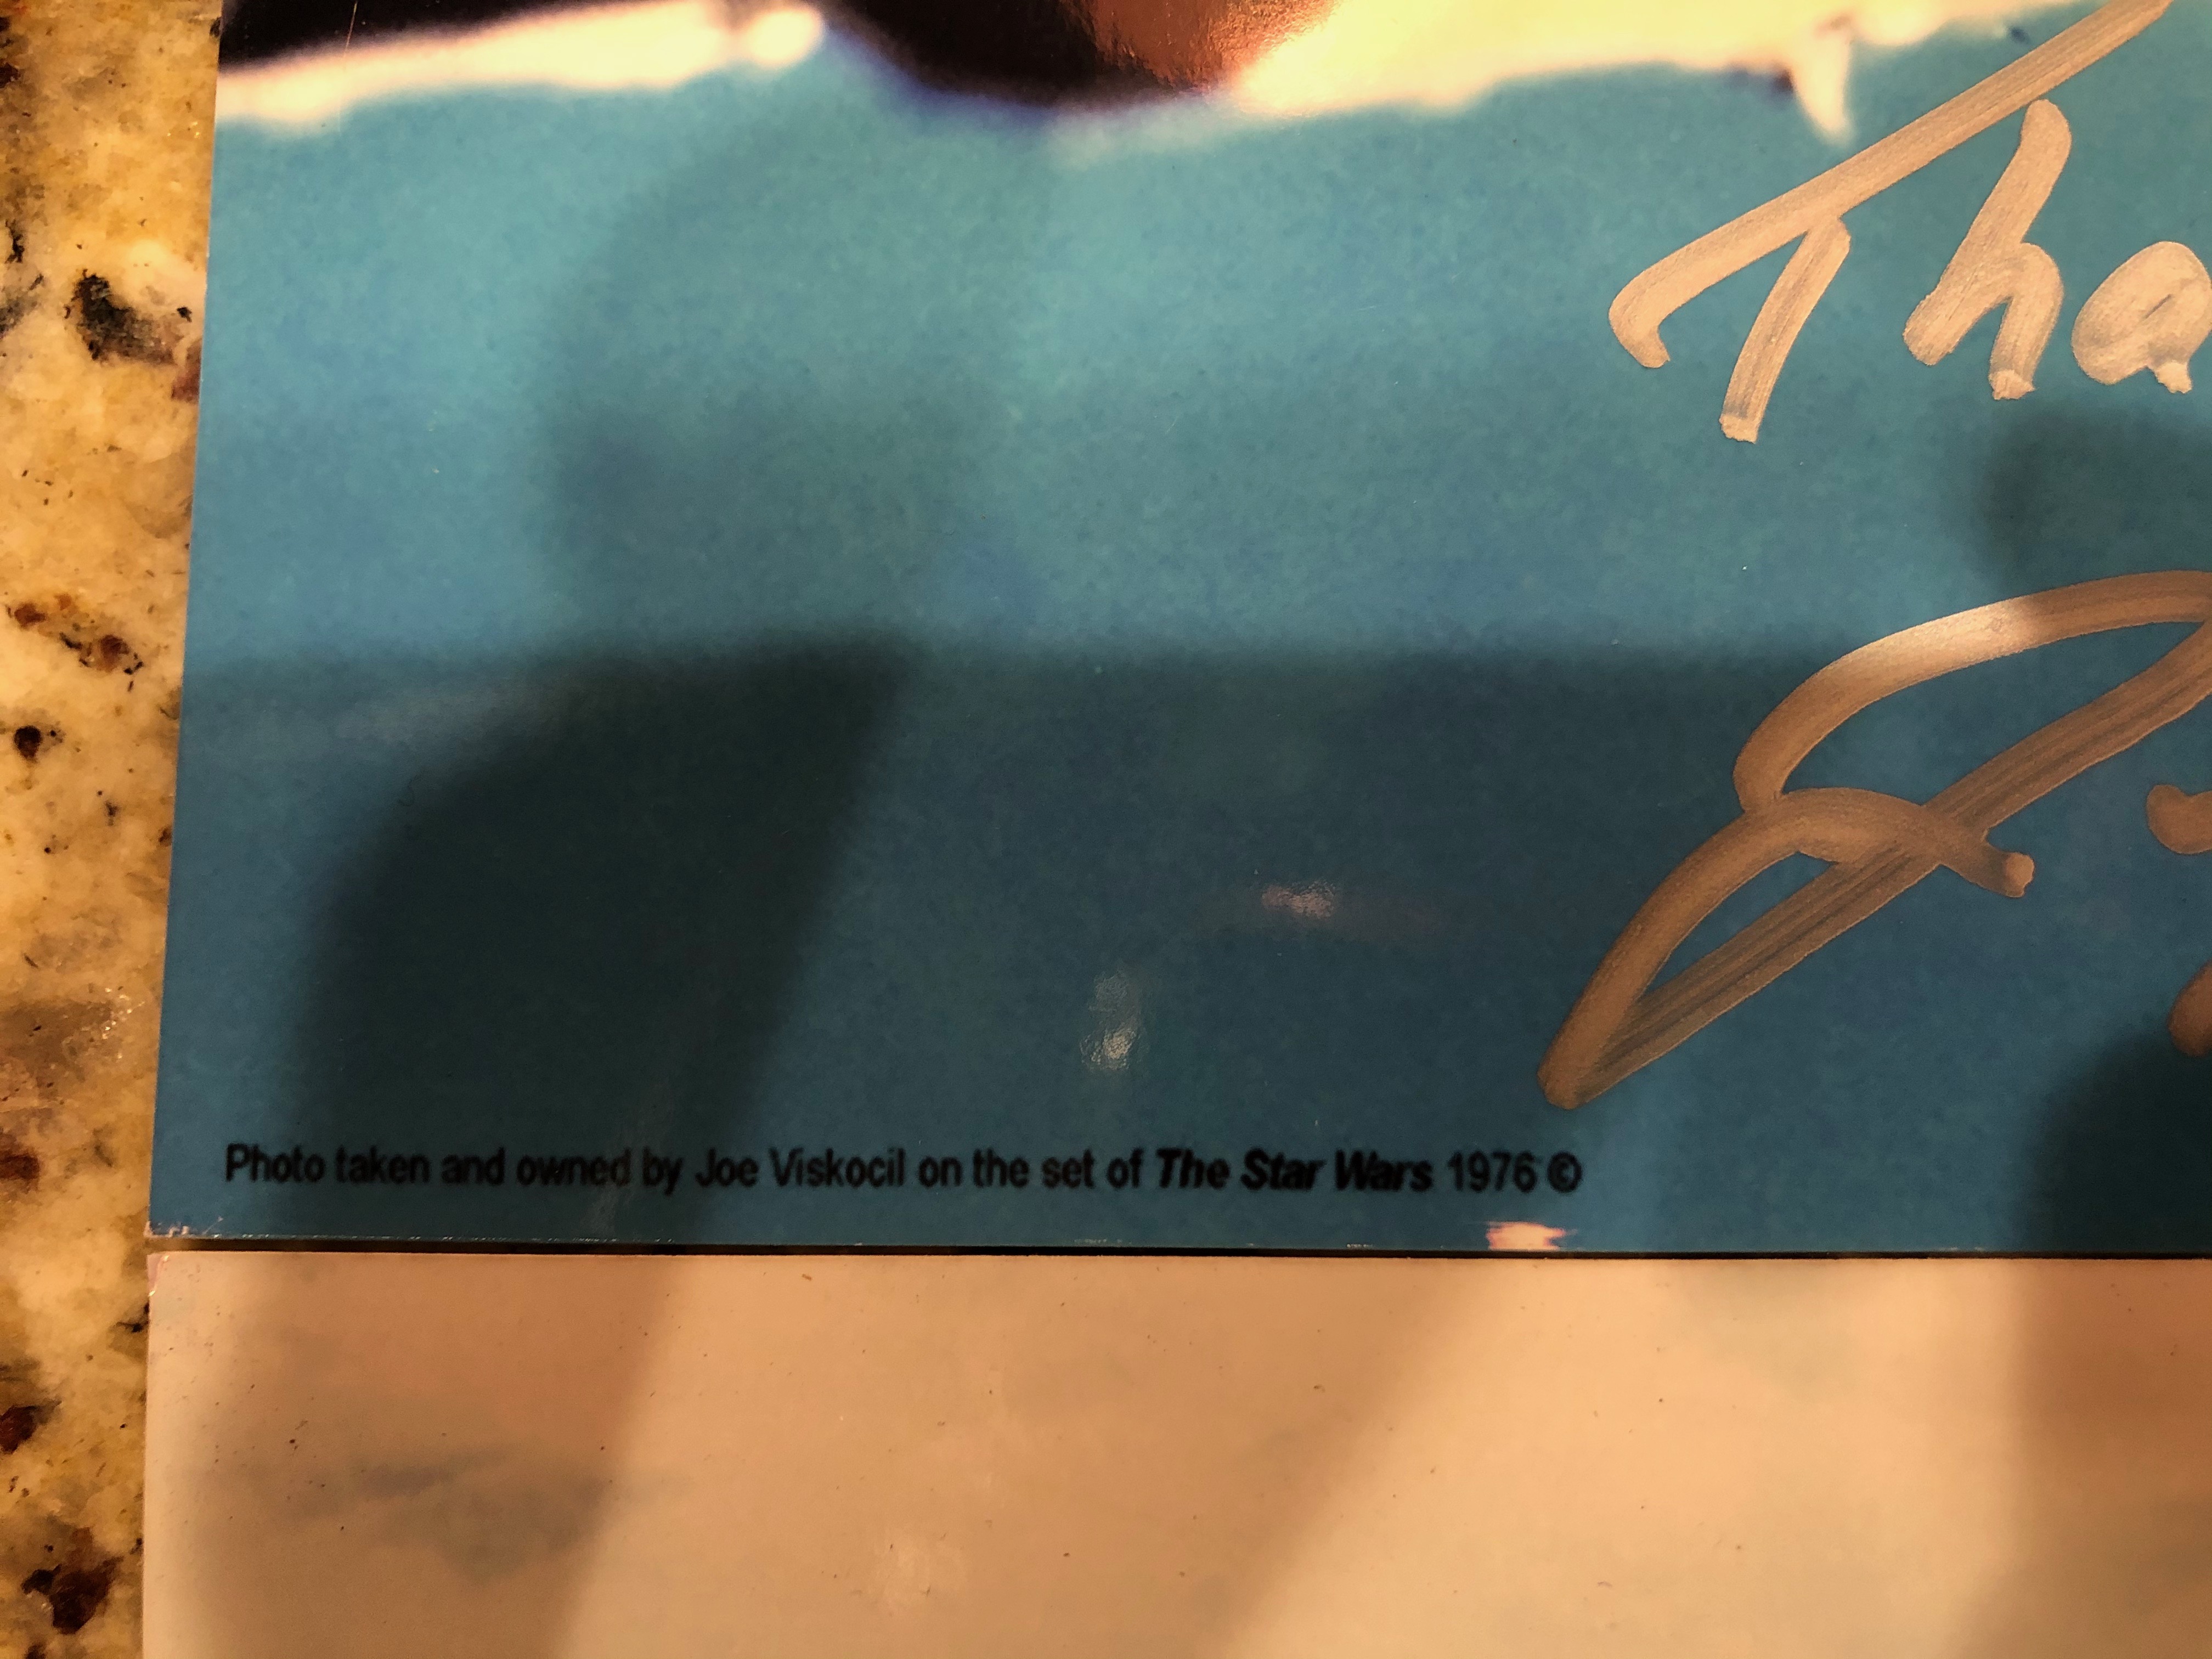 Tha
J
Photo taken and owned by Joe Viskocil on the set of The Star Wars 1976 ©